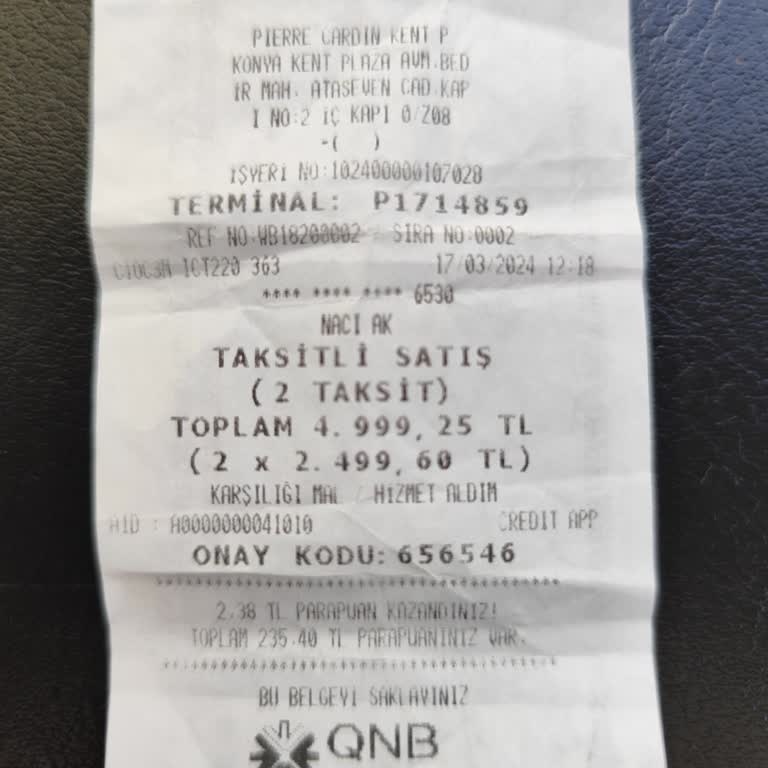 PIERRE CARDIN KENT P
KONYA KENT PLAZA AVM.BED
İR MAH. ATASEVEN CAD.KAP
I NO:2 İÇ KAPI 0/Z08
-( )
İŞYERİ NO:102400000107028
TERMİNAL: P1714859
REF NO:WB18200002 - SIRA NO:0002
ICT220 363 17/03/2024 12:18
**** **** **** 6530
NACI AK
TAKSİTLİ SATIŞ
(2 TAKSİT)
TOPLAM 4.999,25 TL
(2 x 2.499,60 TL)
KARŞILIĞI MAL / HİZMET ALDIM
AID : A0000000041010 CREDIT APP
ONAY KODU: 656546
2,38 TL PARAPUAN KAZANDINIZ!
TOPLAM 235.40 TL PARAPUANINIZ VAR.
BU BELGEYİ SAKLAYINIZ
QNB